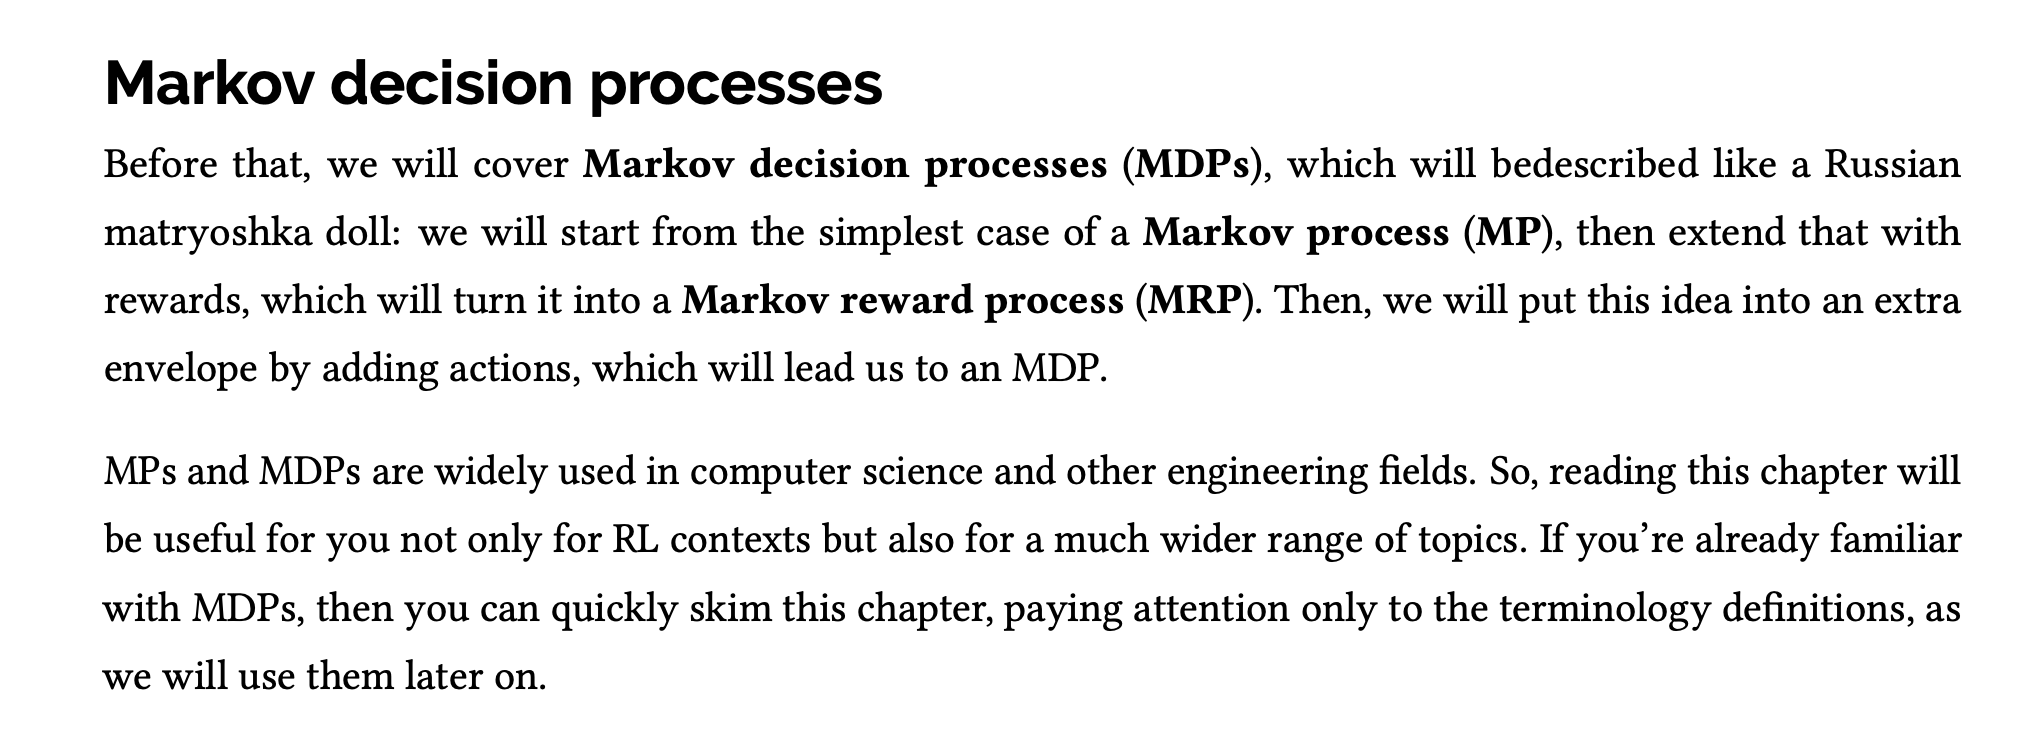 Markov decision processes
Before that, we will cover Markov decision processes (MDPs), which will bedescribed like a Russian
matryoshka doll: we will start from the simplest case of a Markov process (MP), then extend that with
rewards, which will turn it into a Markov reward process (MRP). Then, we will put this idea into an extra
envelope by adding actions, which will lead us to an MDP.
MPs and MDPs are widely used in computer science and other engineering fields. So, reading this chapter will
be useful for you not only for RL contexts but also for a much wider range of topics. If you’re already familiar
with MDPs, then you can quickly skim this chapter, paying attention only to the terminology definitions, as
we will use them later on.